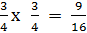 3/4 x 3/4 = 9/16